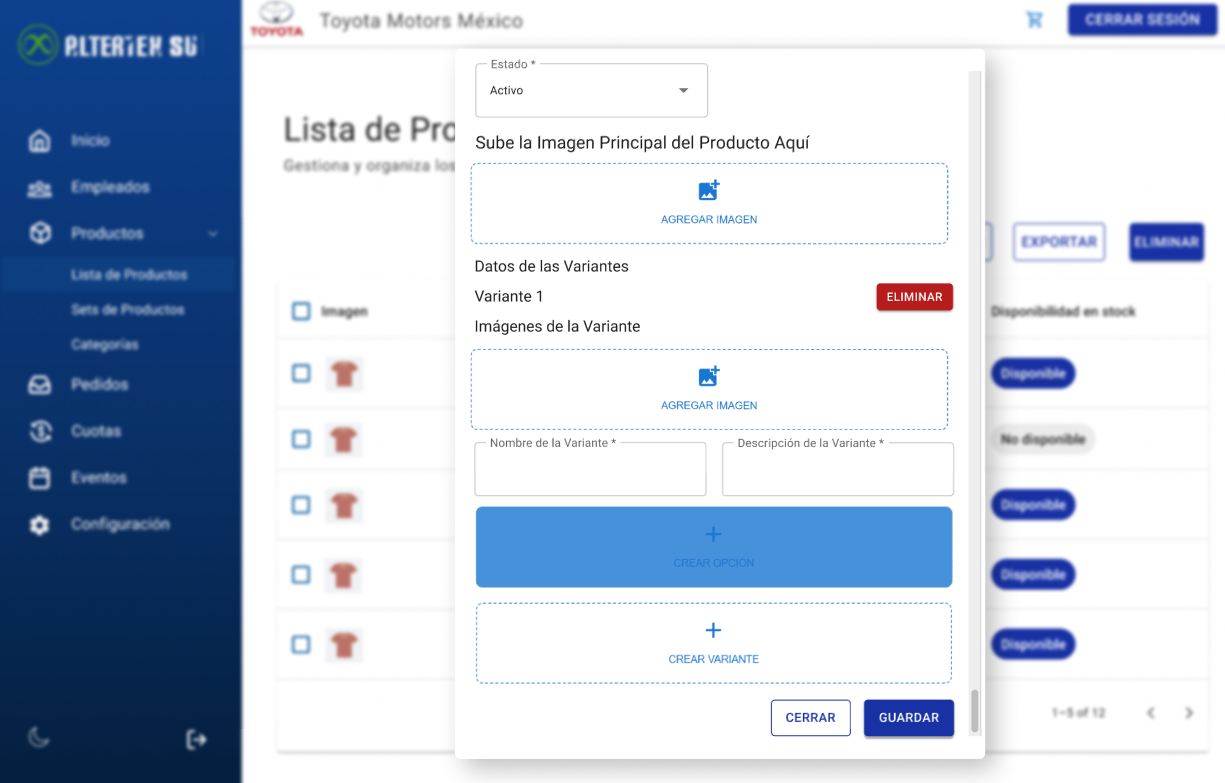 TOYOTA
Toyota Motors México
CERRAR SESIÓN
Inicio
Empleados
Productos
Lista de Productos
Sets de Productos
Categorías
Pedidos
Cuotas
Eventos
Configuración
Lista de Pro
Gestiona y organiza los
EXPORTAR
ELIMINAR
Imagen
Disponibilidad en stock
Disponible
No disponible
Disponible
Disponible
Disponible
1–5 of 12
Estado *
Activo
Sube la Imagen Principal del Producto Aquí
AGREGAR IMAGEN
Datos de las Variantes
Variante 1
ELIMINAR
Imágenes de la Variante
AGREGAR IMAGEN
Nombre de la Variante *
Descripción de la Variante *
CREAR OPCIÓN
CREAR VARIANTE
CERRAR
GUARDAR